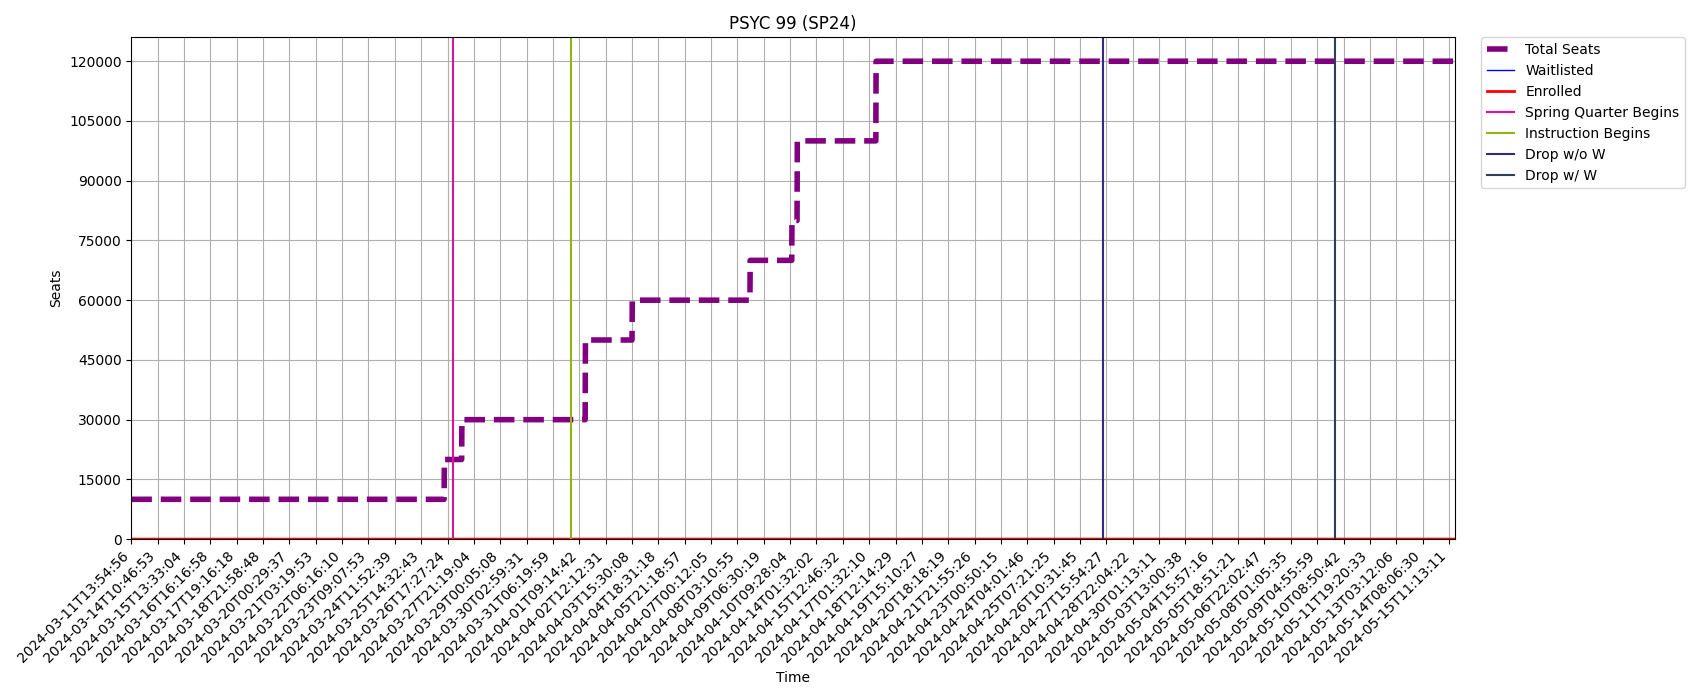 PSYC 99 (SP24)
Total Seats
Waitlisted
Enrolled
Spring Quarter Begins
Instruction Begins
Drop w/o W
Drop w/ W
Seats
120000
105000
90000
75000
60000
45000
30000
15000
0
2024-03-11T13:54:56
2024-03-14T10:46:53
2024-03-15T13:33:04
2024-03-16T16:16:58
2024-03-17T19:16:18
2024-03-18T21:58:48
2024-03-20T00:29:37
2024-03-21T03:19:53
2024-03-22T06:16:10
2024-03-23T09:07:53
2024-03-24T11:52:39
2024-03-25T14:32:43
2024-03-26T17:27:24
2024-03-27T21:19:04
2024-03-29T00:05:08
2024-03-30T02:59:31
2024-03-31T06:19:59
2024-04-01T09:14:42
2024-04-02T12:12:31
2024-04-03T15:30:08
2024-04-04T18:31:18
2024-04-05T21:18:57
2024-04-07T00:12:05
2024-04-08T03:10:55
2024-04-09T06:30:19
2024-04-10T09:28:04
2024-04-14T01:32:02
2024-04-15T12:46:32
2024-04-17T01:32:10
2024-04-18T12:14:29
2024-04-19T15:10:27
2024-04-20T18:18:19
2024-04-21T21:55:26
2024-04-23T00:50:15
2024-04-24T04:01:46
2024-04-25T07:21:25
2024-04-26T10:31:45
2024-04-27T15:54:27
2024-04-28T22:04:22
2024-04-30T01:13:11
2024-05-03T13:00:38
2024-05-04T15:57:16
2024-05-05T18:51:21
2024-05-06T22:02:47
2024-05-08T01:05:35
2024-05-09T04:55:59
2024-05-10T08:50:42
2024-05-11T19:20:33
2024-05-13T03:12:06
2024-05-14T08:06:30
2024-05-15T11:13:11
Time